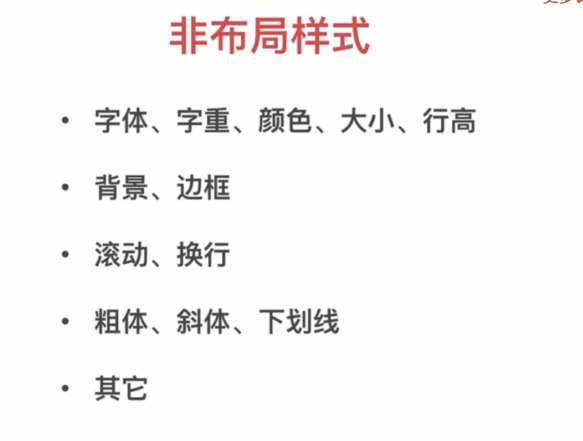 非布局样式
• 字体、字重、颜色、大小、行高
• 背景、边框
• 滚动、换行
• 粗体、斜体、下划线
• 其它